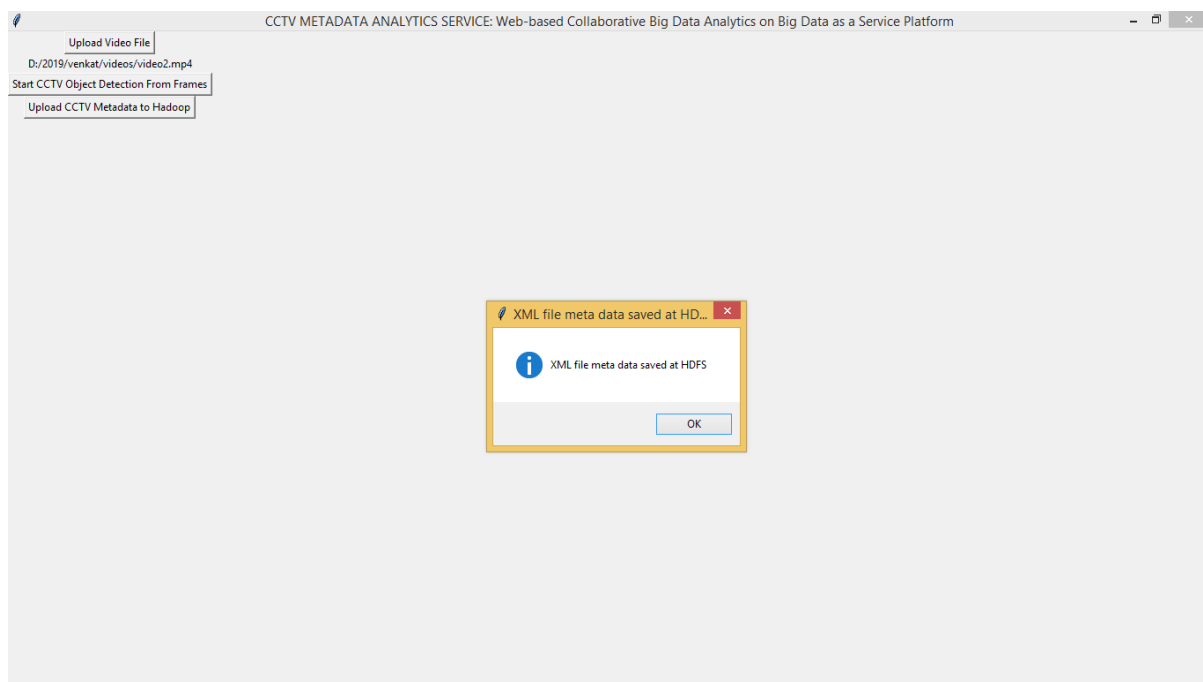 CCTV METADATA ANALYTICS SERVICE: Web-based Collaborative Big Data Analytics on Big Data as a Service Platform
Upload Video File
D:/2019/venkat/videos/video2.mp4
Start CCTV Object Detection From Frames
Upload CCTV Metadata to Hadoop
XML file meta data saved at HD...
XML file meta data saved at HDFS
OK